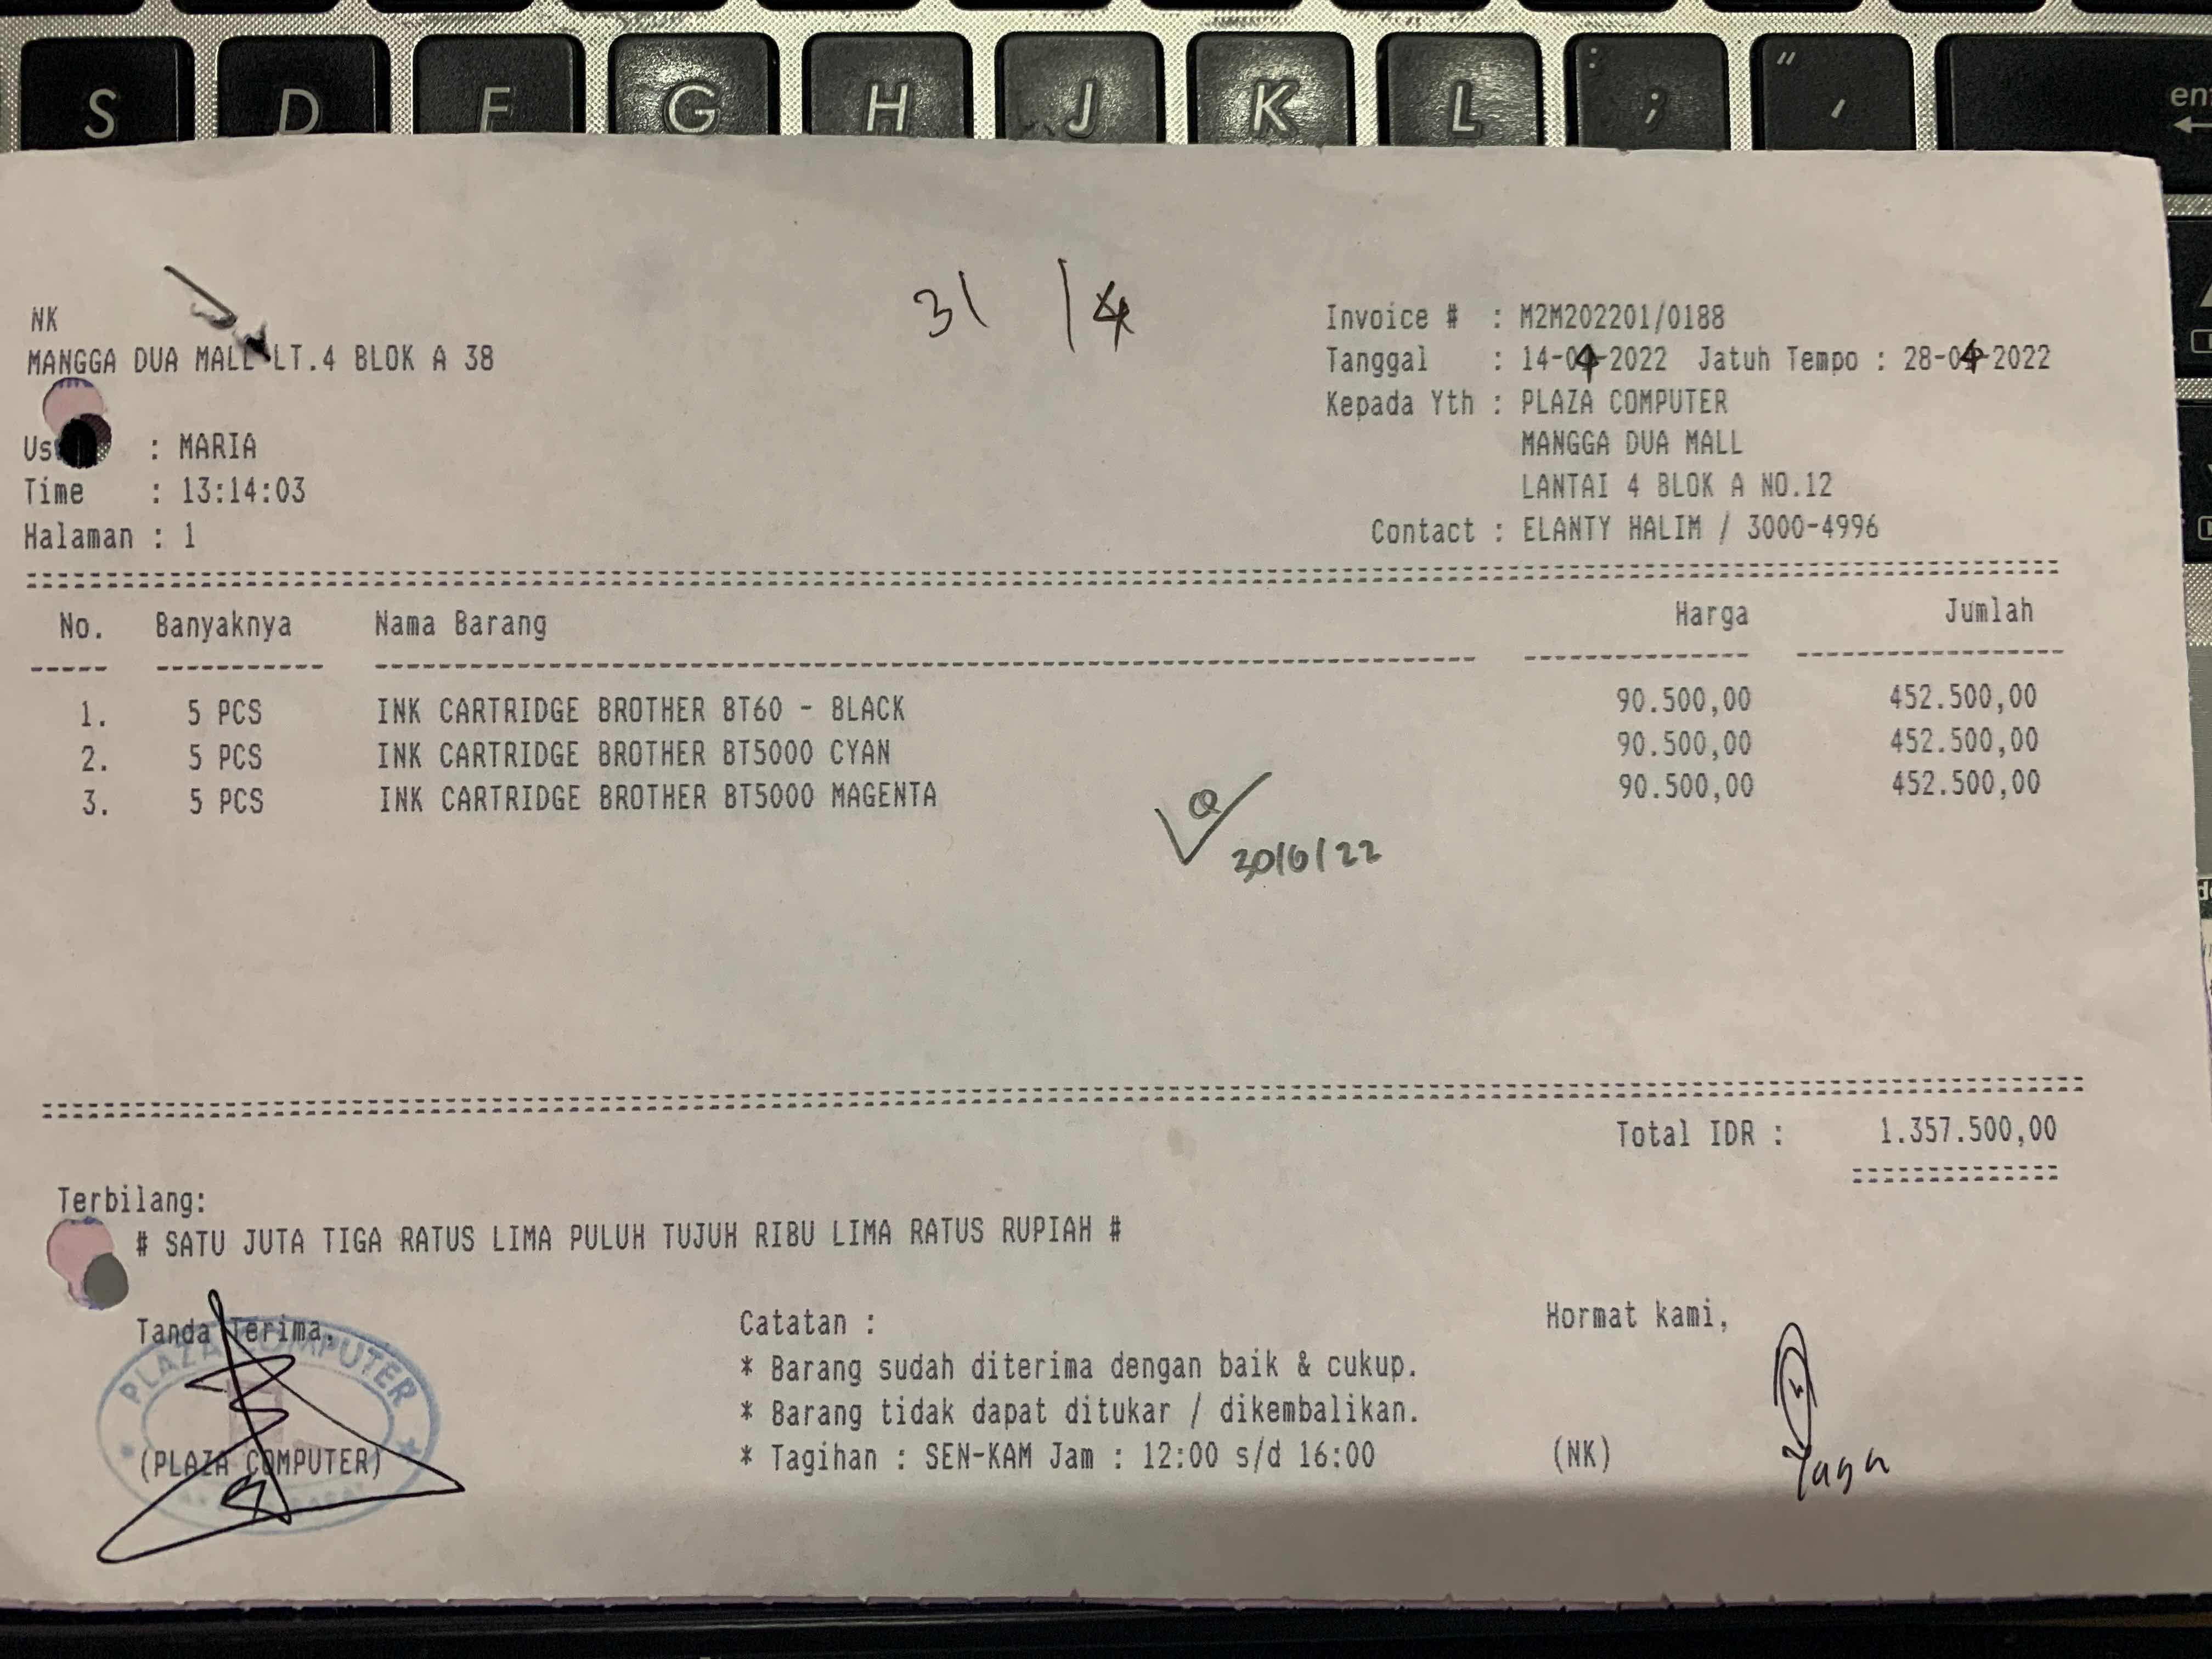 S D F G H J K L : ; " ,
31 / 4
NK
MANGGA DUA MALL LT.4 BLOK A 38
Us : MARIA
Time : 13:14:03
Halaman : 1
Invoice # : M2M202201/0188
Tanggal : 14-04-2022 Jatuh Tempo : 28-04-2022
Kepada Yth : PLAZA COMPUTER
MANGGA DUA MALL
LANTAI 4 BLOK A NO.12
Contact : ELANTY HALIM / 3000-4996
No. Banyaknya Nama Barang Harga Jumlah
1. 5 PCS INK CARTRIDGE BROTHER BT60 - BLACK 90.500,00 452.500,00
2. 5 PCS INK CARTRIDGE BROTHER BT5000 CYAN 90.500,00 452.500,00
3. 5 PCS INK CARTRIDGE BROTHER BT5000 MAGENTA 90.500,00 452.500,00
30/6/22
Total IDR : 1.357.500,00
Terbilang:
# SATU JUTA TIGA RATUS LIMA PULUH TUJUH RIBU LIMA RATUS RUPIAH #
Tanda Terima,
PLAZA COMPUTER
(PLAZA COMPUTER)
Catatan :
* Barang sudah diterima dengan baik & cukup.
* Barang tidak dapat ditukar / dikembalikan.
* Tagihan : SEN-KAM Jam : 12:00 s/d 16:00
Hormat kami,
(NK)